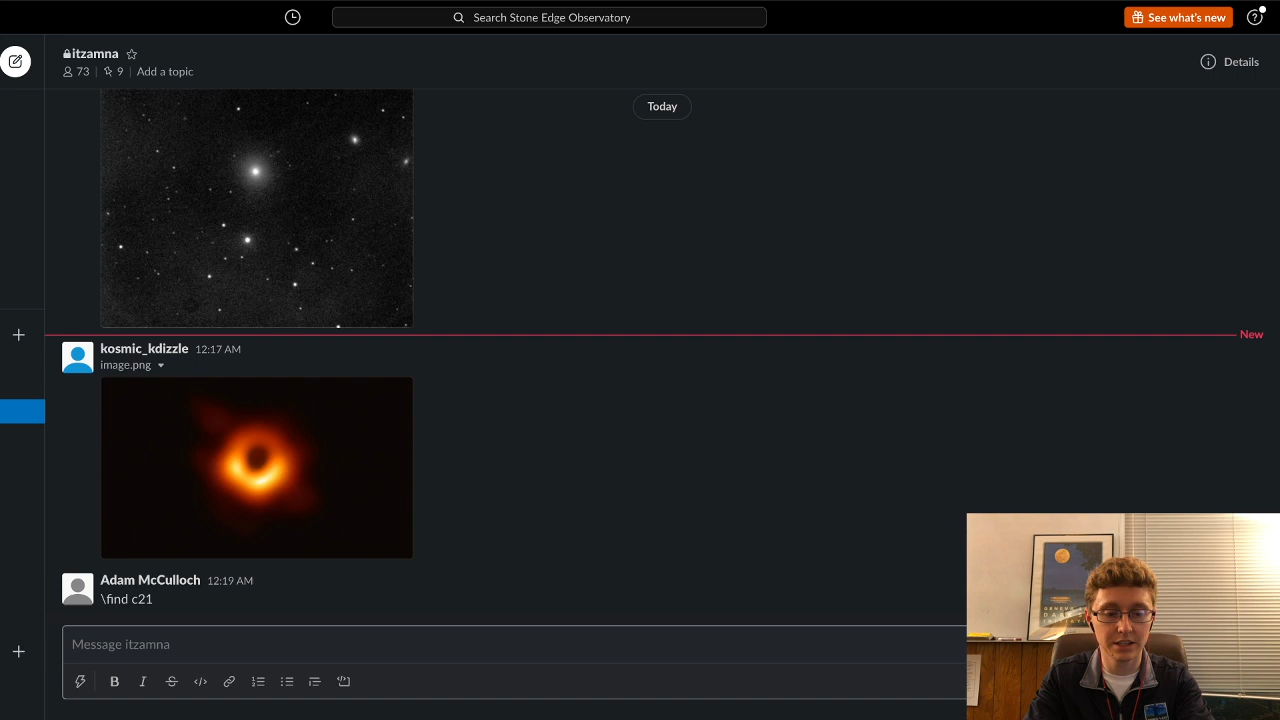 Search Stone Edge Observatory
See what's new
itzamna
73 | 9 | Add a topic
Details
Today
New
kosmic_kdizzle 12:17 AM
image.png
Adam McCulloch 12:19 AM
\find c21
Message itzamna
B I S